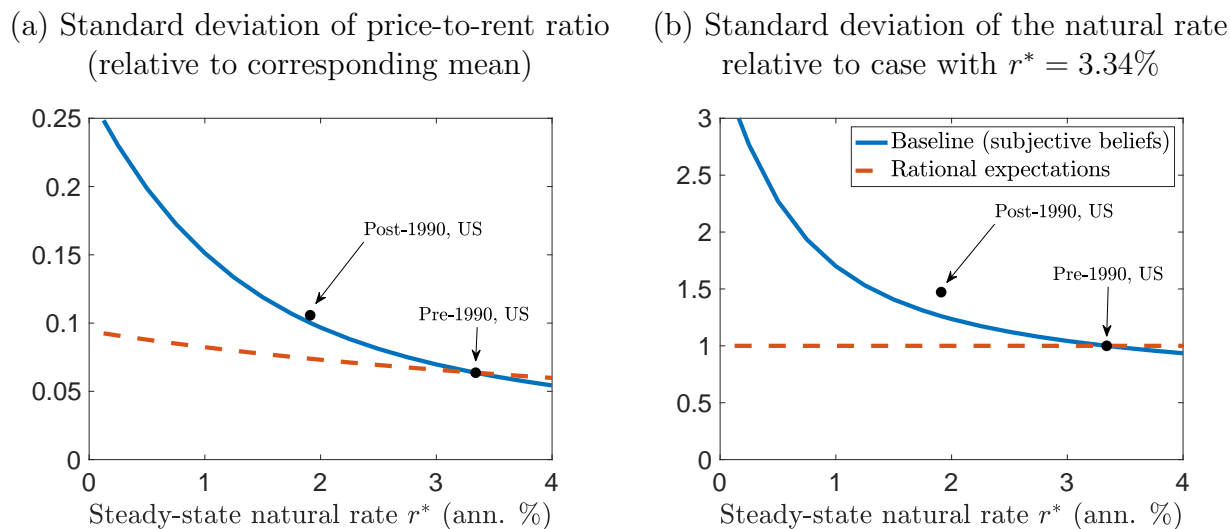 (a) Standard deviation of price-to-rent ratio
(relative to corresponding mean)
0.25
0.2
0.15
0.1
0.05
0
Post-1990, US
Pre-1990, US
0 1 2 3 4
Steady-state natural rate r* (ann. %)
(b) Standard deviation of the natural rate
relative to case with r* = 3.34%
3
2.5
2
1.5
1
0.5
0
Baseline (subjective beliefs)
Rational expectations
Post-1990, US
Pre-1990, US
0 1 2 3 4
Steady-state natural rate r* (ann. %)